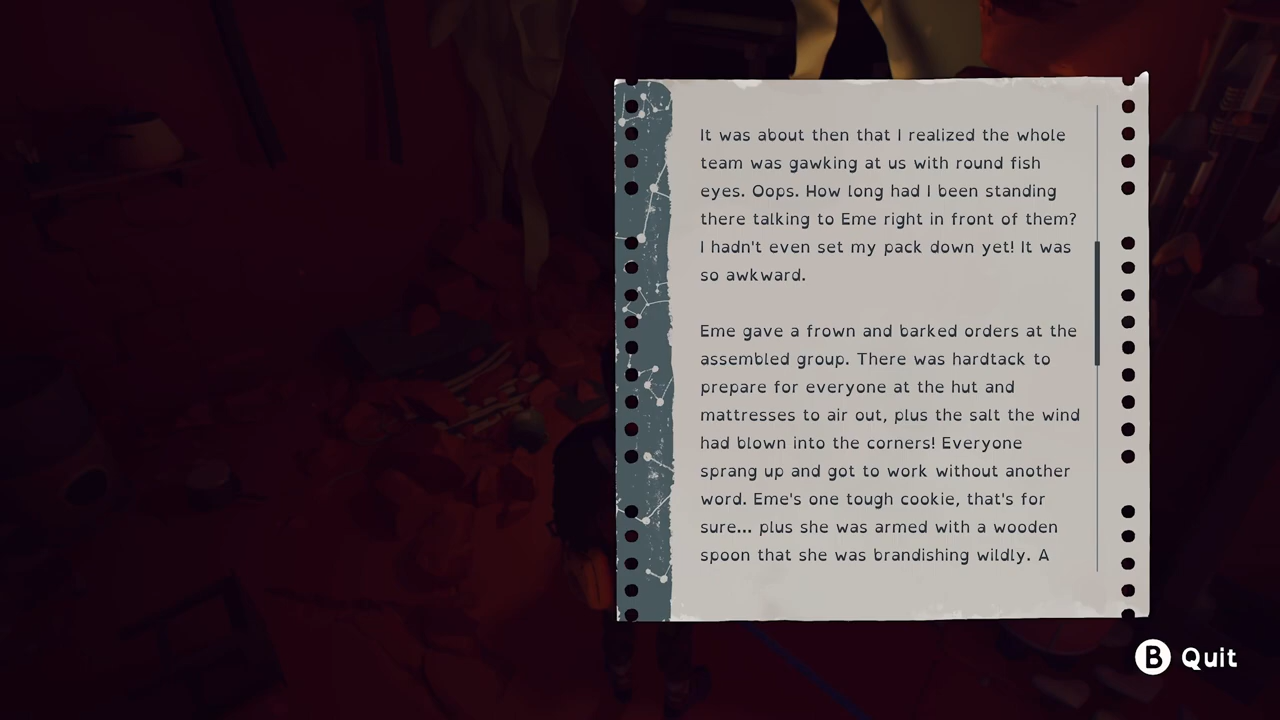 It was about then that I realized the whole
team was gawking at us with round fish
eyes. Oops. How long had I been standing
there talking to Eme right in front of them?
I hadn't even set my pack down yet! It was
so awkward.
Eme gave a frown and barked orders at the
assembled group. There was hardtack to
prepare for everyone at the hut and
mattresses to air out, plus the salt the wind
had blown into the corners! Everyone
sprang up and got to work without another
word. Eme's one tough cookie, that's for
sure... plus she was armed with a wooden
spoon that she was brandishing wildly. A
B Quit